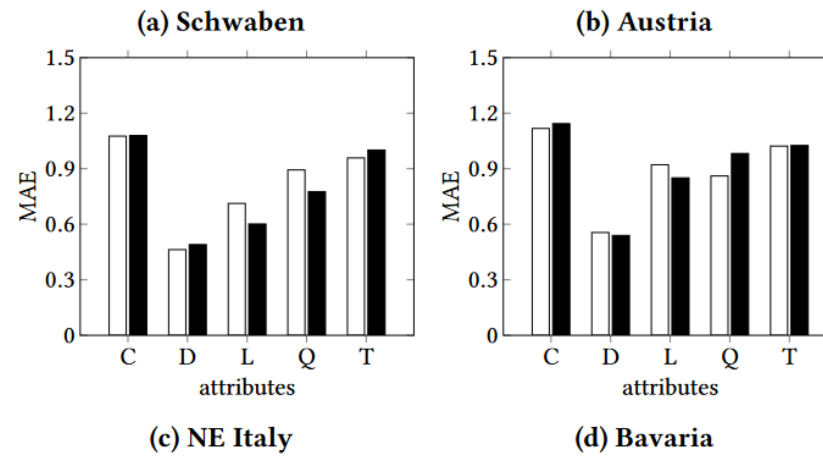 (a) Schwaben
(b) Austria
1.5
1.2
0.9
0.6
0.3
0
MAE
C D L Q T
attributes
1.5
1.2
0.9
0.6
0.3
0
MAE
C D L Q T
attributes
(c) NE Italy
(d) Bavaria